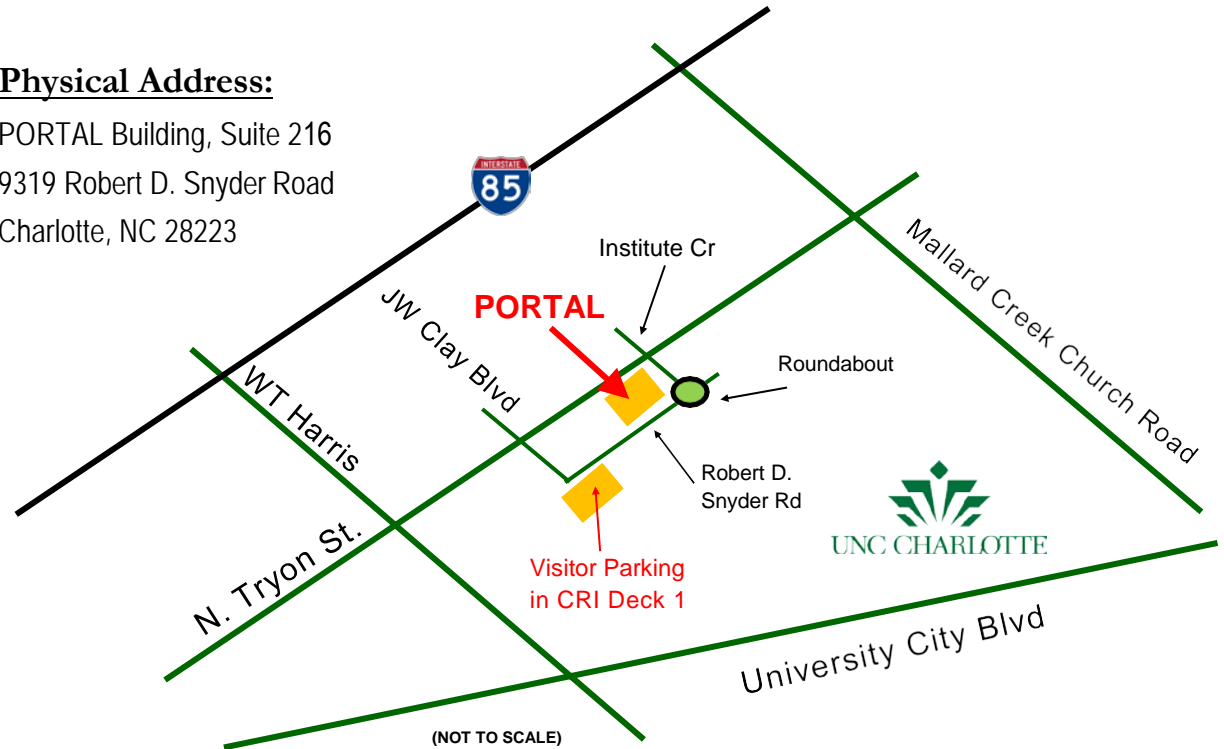 Physical Address:
PORTAL Building, Suite 216
9319 Robert D. Snyder Road
Charlotte, NC 28223
INTERSTATE
85
Institute Cr
PORTAL
JW Clay Blvd
Mallard Creek Church Road
Roundabout
WT Harris
Robert D.
Snyder Rd
UNC CHARLOTTE
N. Tryon St.
Visitor Parking
in CRI Deck 1
University City Blvd
(NOT TO SCALE)